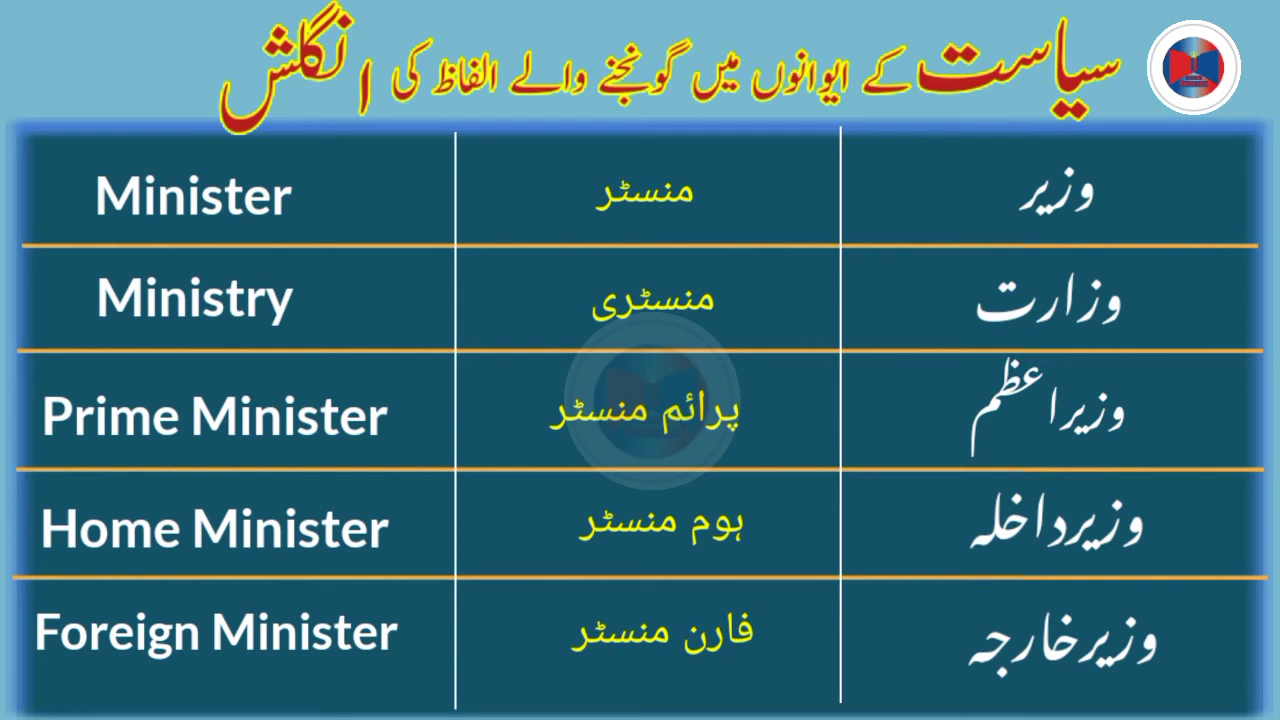 سیاست کے ایوانوں میں گونجنے والے الفاظ کی انگلش
Minister منسٹر وزیر
Ministry منسٹری وزارت
Prime Minister پرائم منسٹر وزیراعظم
Home Minister ہوم منسٹر وزیرداخلہ
Foreign Minister فارن منسٹر وزیرخارجہ